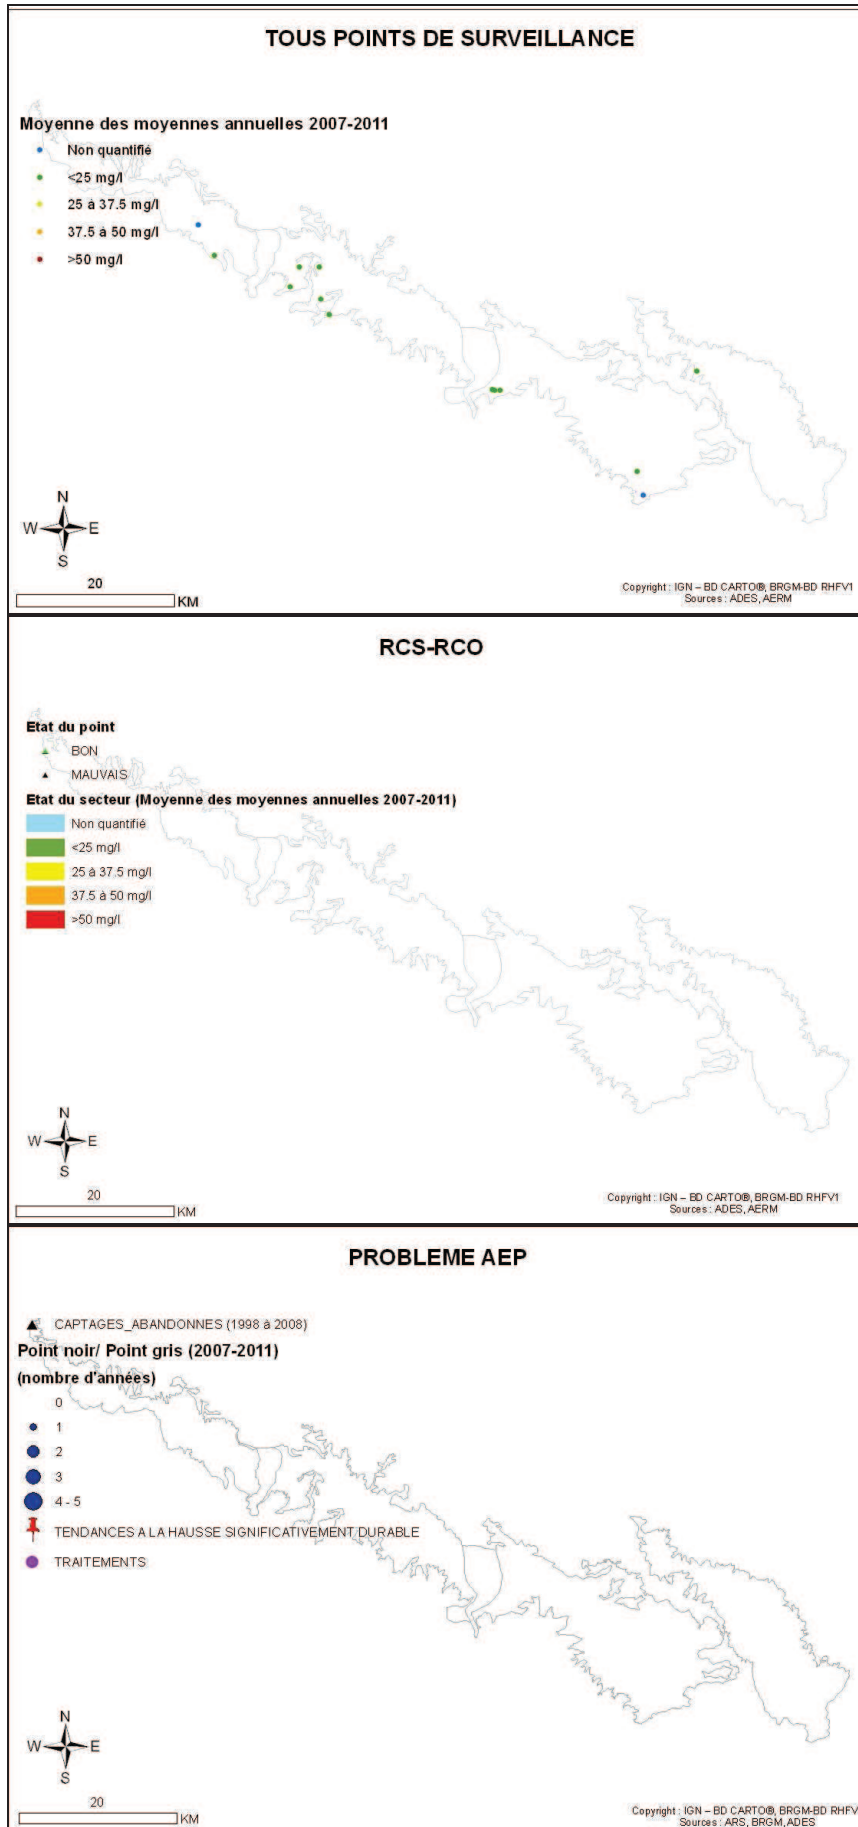 TOUS POINTS DE SURVEILLANCE
Moyenne des moyennes annuelles 2007-2011
Non quantifié
<25 mg/l
25 à 37.5 mg/l
37.5 à 50 mg/l
>50 mg/l
N
W E
S
20
KM
Copyright : IGN – BD CARTO®, BRGM-BD RHFV1
Sources : ADES, AERM
RCS-RCO
Etat du point
BON
MAUVAIS
Etat du secteur (Moyenne des moyennes annuelles 2007-2011)
Non quantifié
<25 mg/l
25 à 37.5 mg/l
37.5 à 50 mg/l
>50 mg/l
N
W E
S
20
KM
Copyright : IGN – BD CARTO®, BRGM-BD RHFV1
Sources : ADES, AERM
PROBLEME AEP
CAPTAGES_ABANDONNES (1998 à 2008)
Point noir/ Point gris (2007-2011)
(nombre d'années)
0
1
2
3
4 - 5
TENDANCES A LA HAUSSE SIGNIFICATIVEMENT DURABLE
TRAITEMENTS
N
W E
S
20
KM
Copyright : IGN – BD CARTO®, BRGM-BD RHFV
Sources : ARS, BRGM, ADES